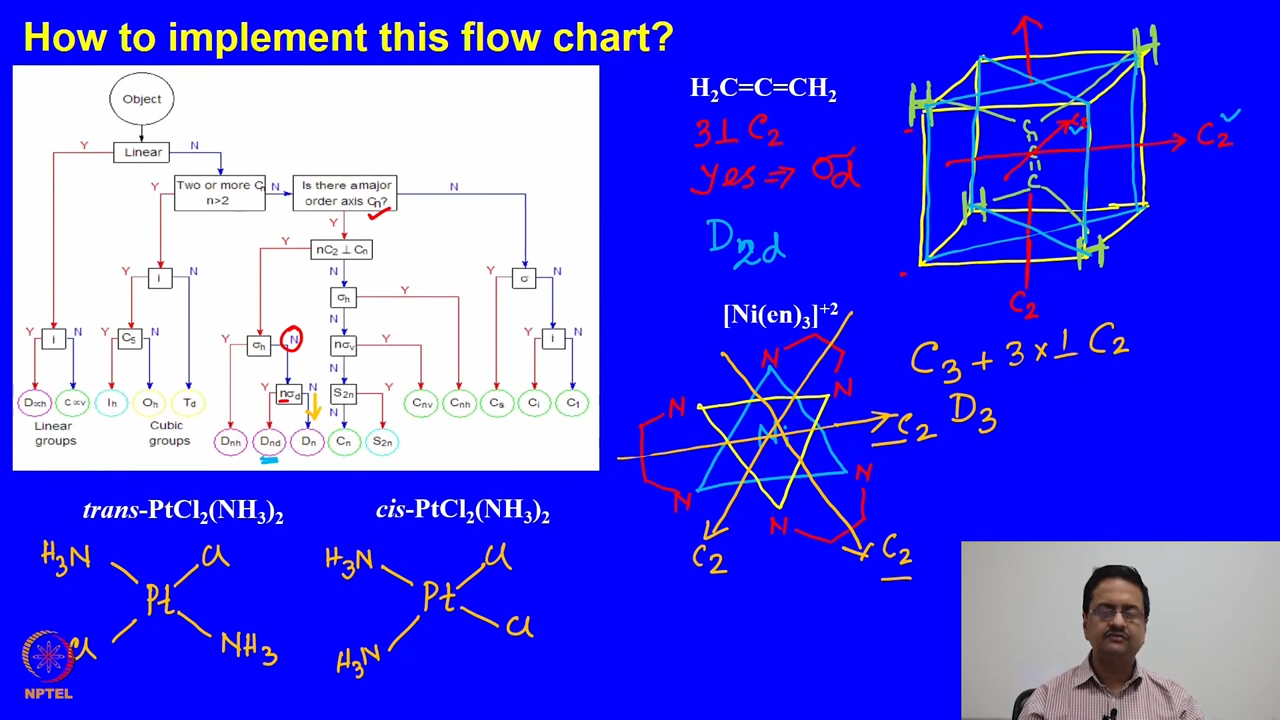 How to implement this flow chart?
Object
Linear
Y
N
Two or more Cn
n>2
Y
N
Is there a major
order axis Cn?
Y
N
nC2 ⊥ Cn
Y
N
i
Y
N
σ
Y
N
σh
Y
N
i
Y
N
C5
Y
N
σh
Y
N
nσv
Y
N
i
Y
N
nσd
Y
N
S2n
Y
N
D∞h
C∞v
Ih
Oh
Td
Cnv
Cnh
Cs
Ci
C1
Linear
groups
Cubic
groups
Dnh
Dnd
Dn
Cn
S2n
H2C=C=CH2
3⊥ C2
Yes ⇒ σd
D2d
H
H
C
C
C
H
H
C2
C2
C2
[Ni(en)3]+2
N
N
N
Ni
N
N
N
C2
C2
C2
C3 + 3 × ⊥ C2
D3
trans-PtCl2(NH3)2
H3N
Cl
Pt
Cl
NH3
cis-PtCl2(NH3)2
H3N
Cl
Pt
H3N
Cl
NPTEL